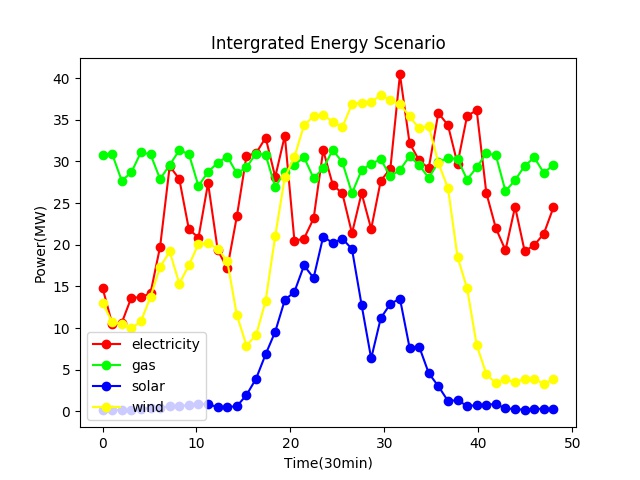 Intergrated Energy Scenario
Power(MW)
40
35
30
25
20
15
10
5
0
electricity
gas
solar
wind
0 10 20 30 40 50
Time(30min)